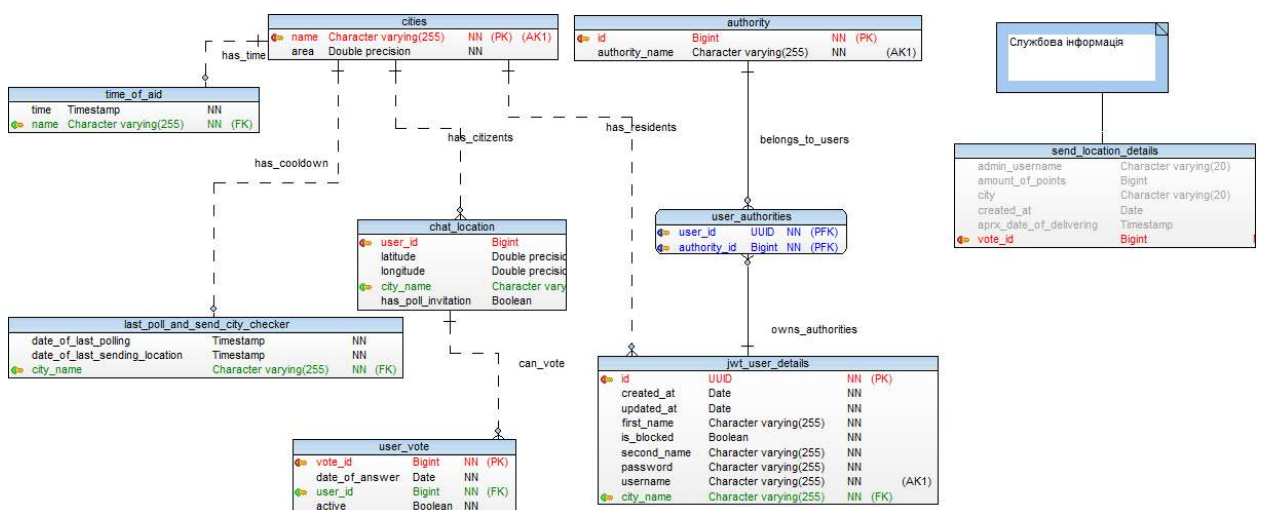 cities
name Character varying(255) NN (PK) (AK1)
area Double precision NN
authority
id Bigint NN (PK)
authority_name Character varying(255) NN (AK1)
Службова інформація
has_time
time_of_aid
time Timestamp NN
name Character varying(255) NN (FK)
has_cooldown
has_citizents
has_residents
belongs_to_users
send_location_details
admin_username Character varying(20)
amount_of_points Bigint
city Character varying(20)
created_at Date
aprx_date_of_delivering Timestamp
vote_id Bigint
chat_location
user_id Bigint
latitude Double precisic
longitude Double precisic
city_name Character vary
has_poll_invitation Boolean
user_authorities
user_id UUID NN (PFK)
authority_id Bigint NN (PFK)
last_poll_and_send_city_checker
date_of_last_polling Timestamp NN
date_of_last_sending_location Timestamp NN
city_name Character varying(255) NN (FK)
can_vote
owns_authorities
jwt_user_details
id UUID NN (PK)
created_at Date NN
updated_at Date NN
first_name Character varying(255) NN
is_blocked Boolean NN
second_name Character varying(255) NN
password Character varying(255) NN
username Character varying(255) NN (AK1)
city_name Character varying(255) NN (FK)
user_vote
vote_id Bigint NN (PK)
date_of_answer Date NN
user_id Bigint NN (FK)
active Boolean NN